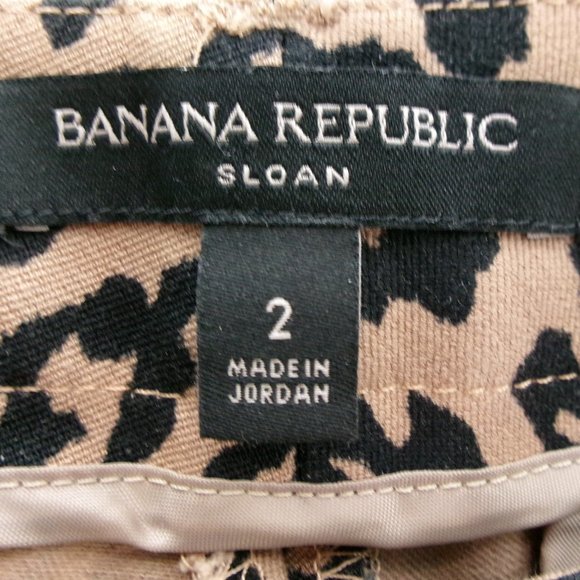 BANANA REPUBLIC
SLOAN
2
MADE IN
JORDAN